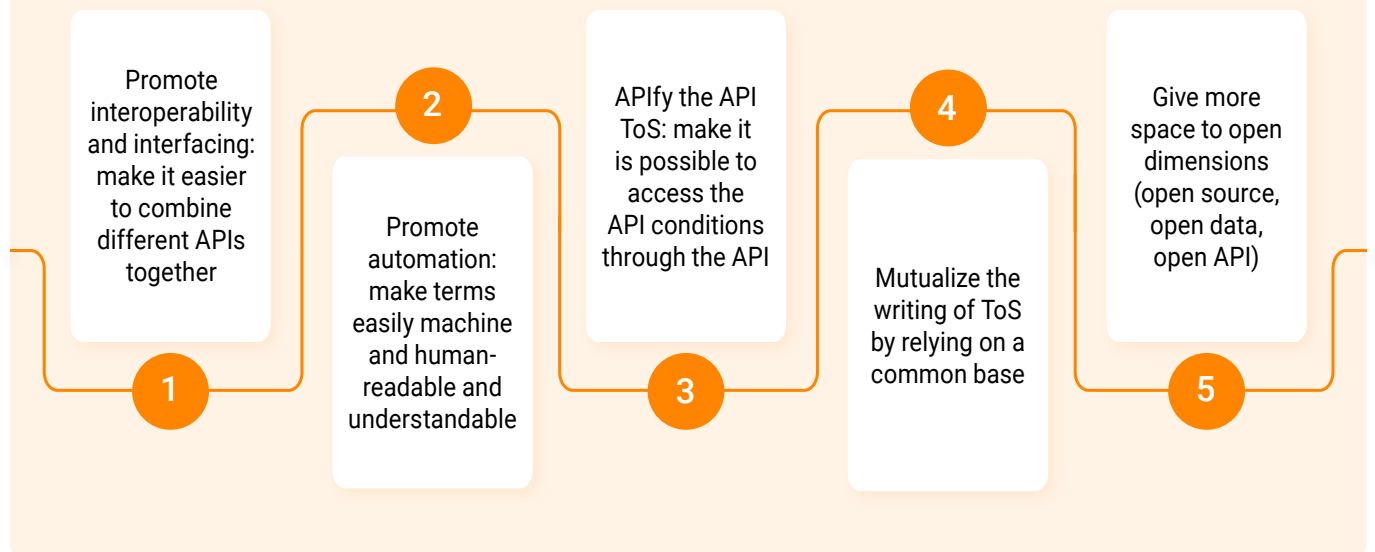 Promote
interoperability
and interfacing:
make it easier
to combine
different APIs
together
1
2
Promote
automation:
make terms
easily machine
and human-
readable and
understandable
APIfy the API
ToS: make it
is possible to
access the
API conditions
through the API
3
4
Mutualize the
writing of ToS
by relying on a
common base
Give more
space to open
dimensions
(open source,
open data,
open API)
5